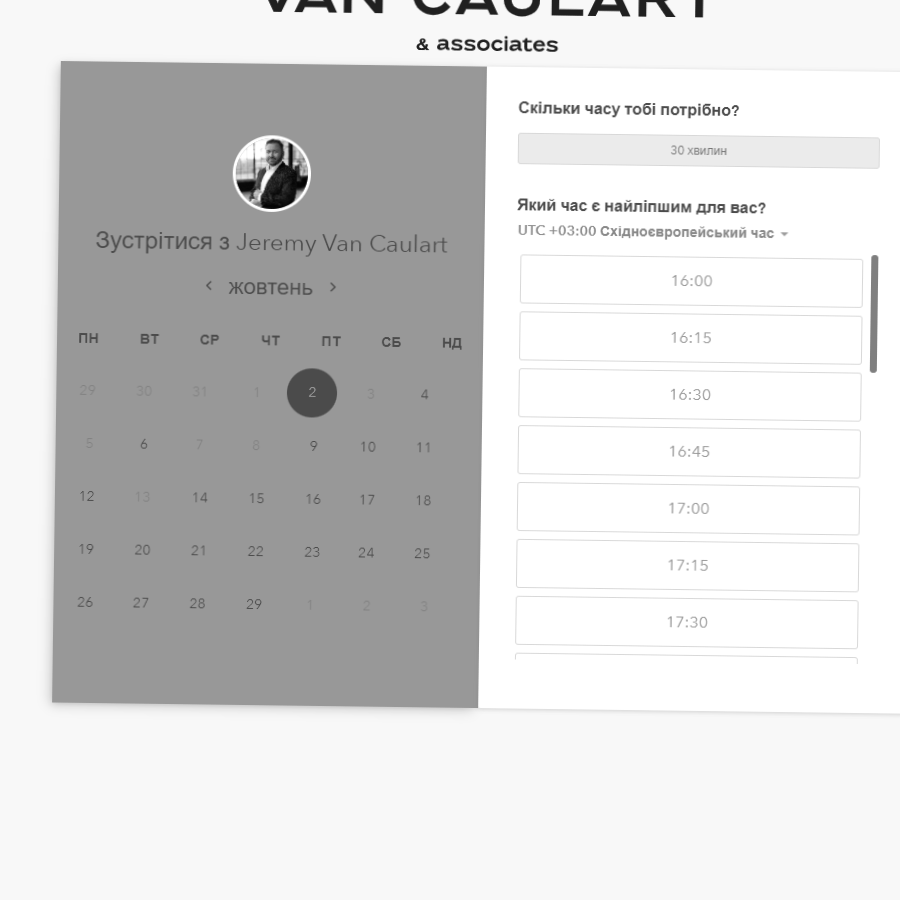 VAN CAULART
& associates
Зустрітися з Jeremy Van Caulart
‹ жовтень ›
ПН ВТ СР ЧТ ПТ СБ НД
29 30 31 1 2 3 4
5 6 7 8 9 10 11
12 13 14 15 16 17 18
19 20 21 22 23 24 25
26 27 28 29 1 2 3
Скільки часу тобі потрібно?
30 хвилин
Який час є найліпшим для вас?
UTC +03:00 Східноєвропейський час
16:00
16:15
16:30
16:45
17:00
17:15
17:30